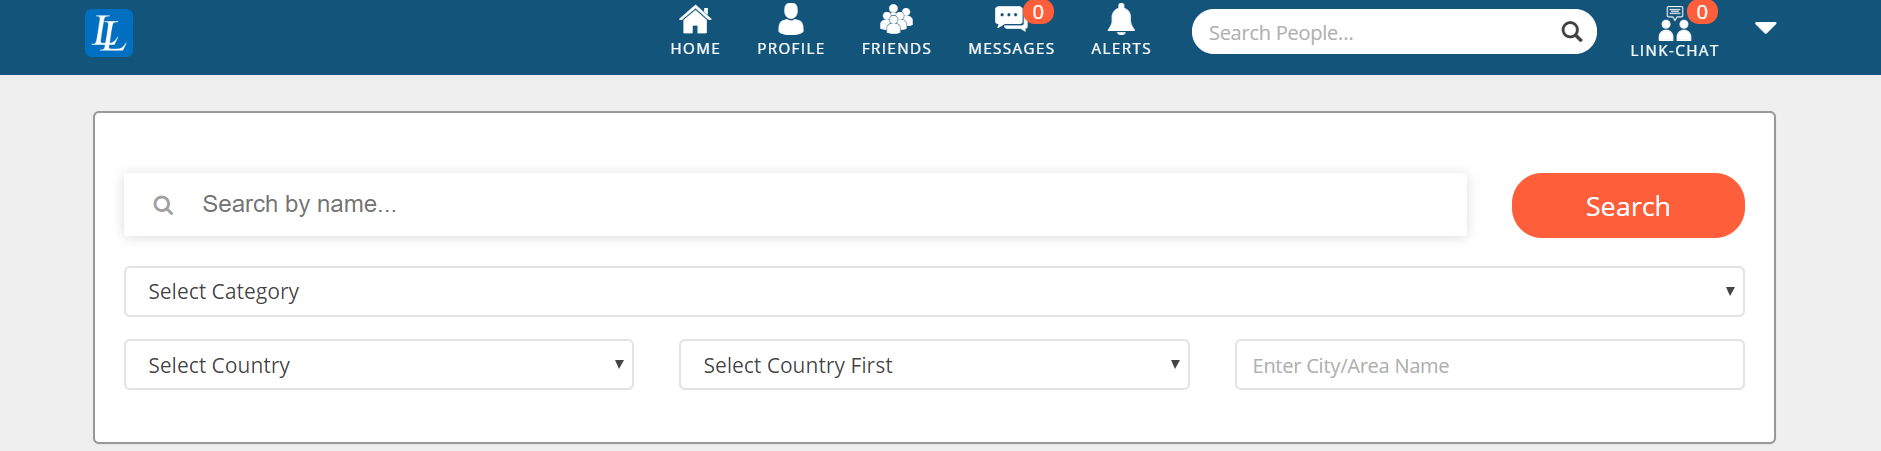 LL
HOME
PROFILE
FRIENDS
MESSAGES
0
ALERTS
Search People...
LINK-CHAT
0
Search by name...
Search
Select Category
Select Country
Select Country First
Enter City/Area Name